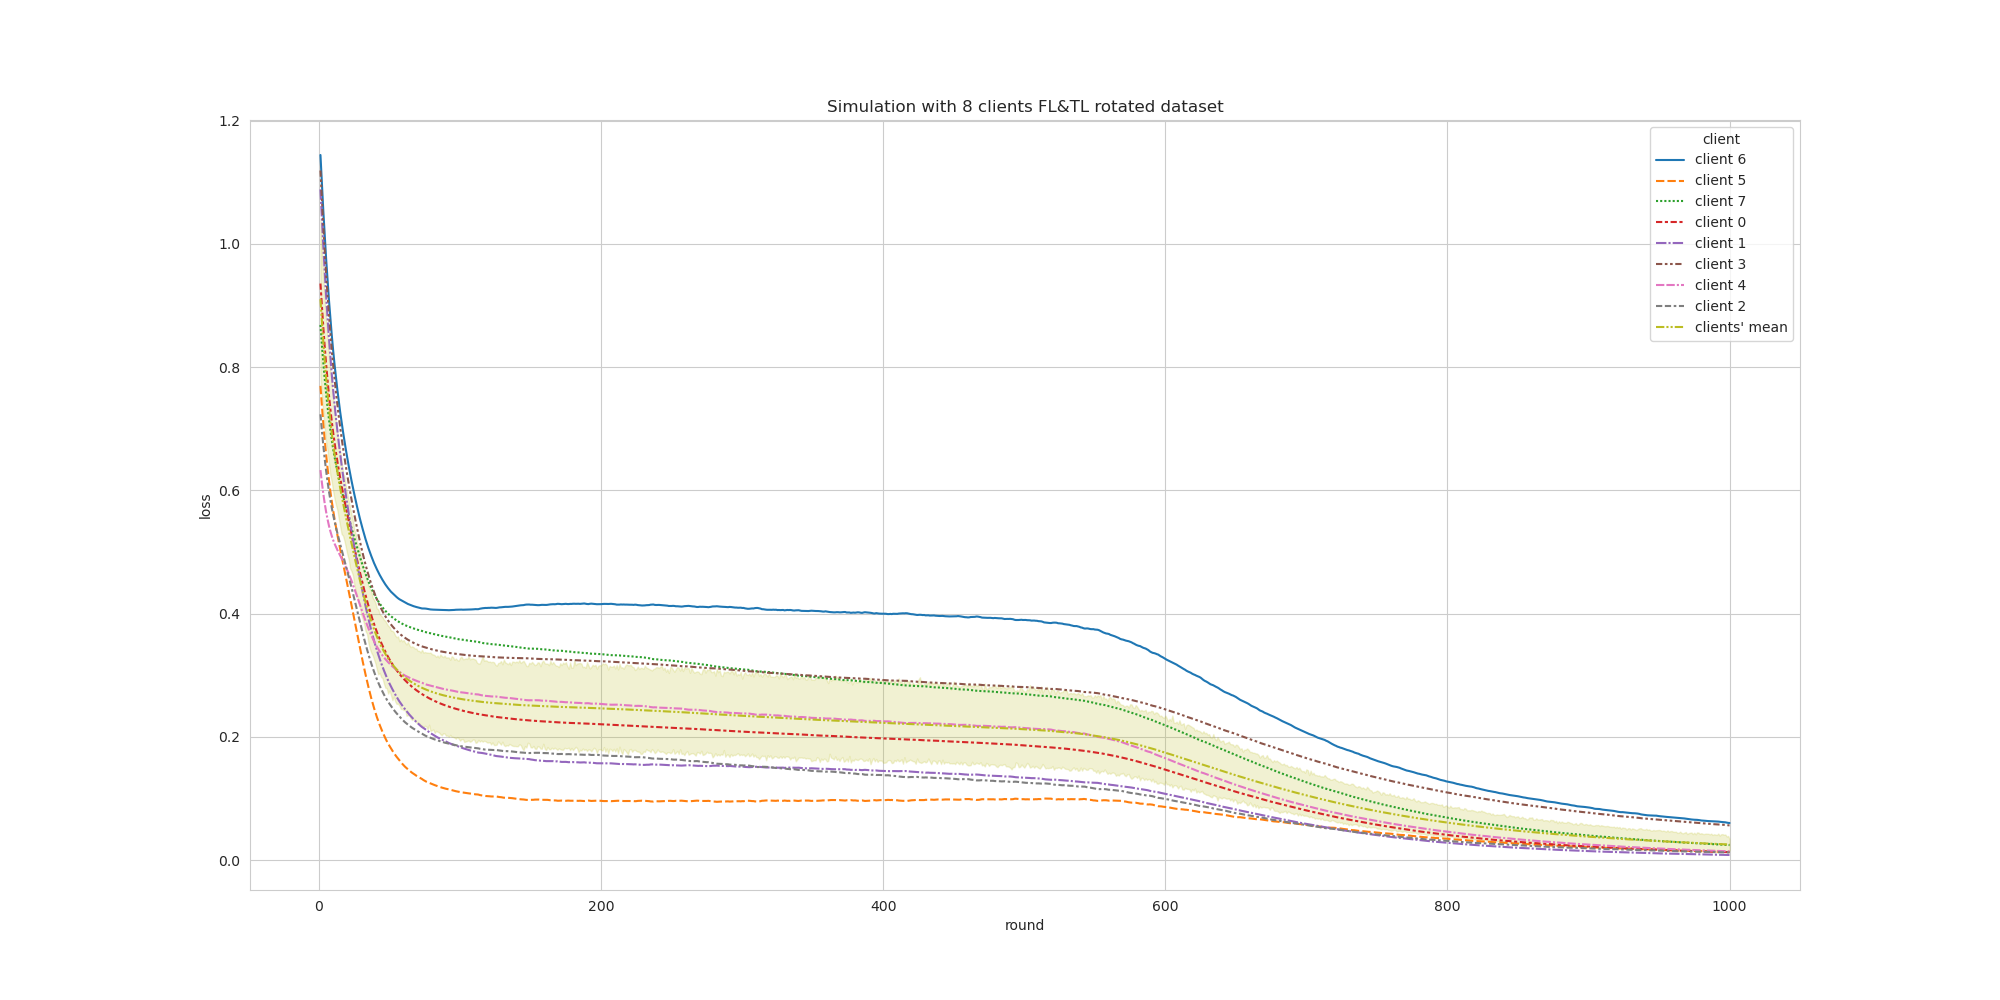 Simulation with 8 clients FL&TL rotated dataset
1.2
1.0
0.8
0.6
0.4
0.2
0.0
loss
0 200 400 600 800 1000
round
client
client 6
client 5
client 7
client 0
client 1
client 3
client 4
client 2
clients' mean